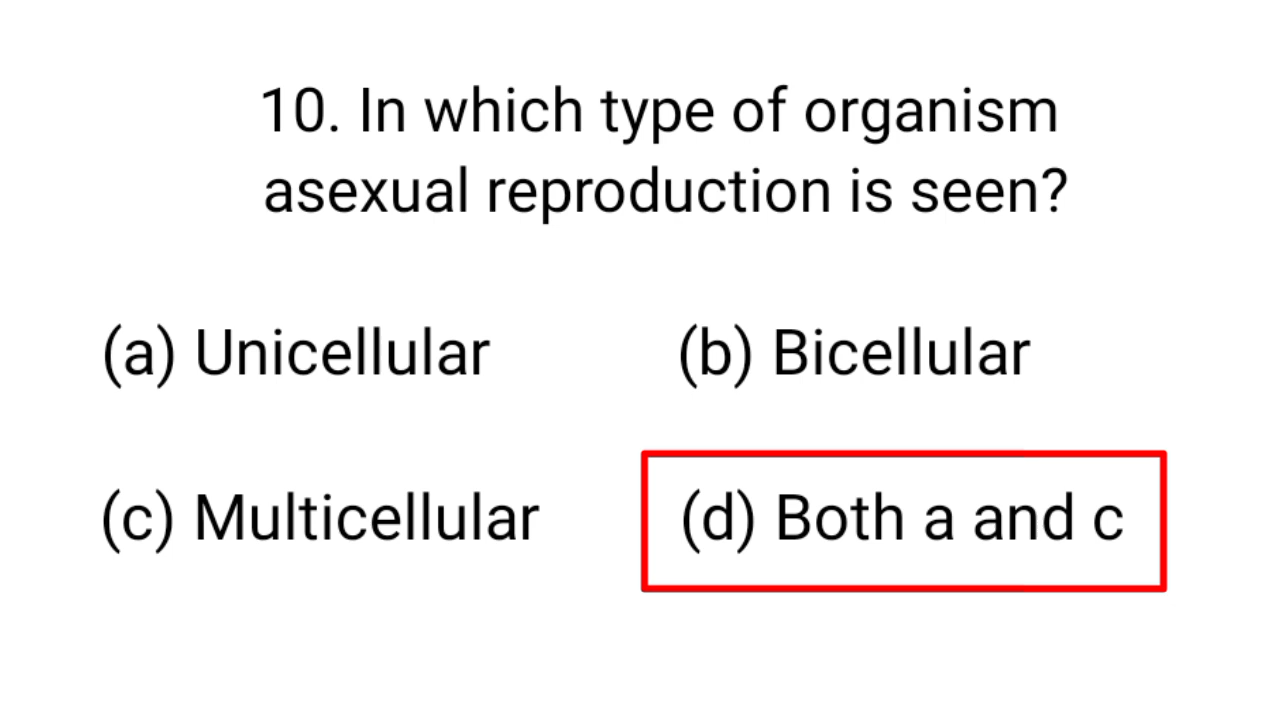 10. In which type of organism
asexual reproduction is seen?
(a) Unicellular
(b) Bicellular
(c) Multicellular
(d) Both a and c